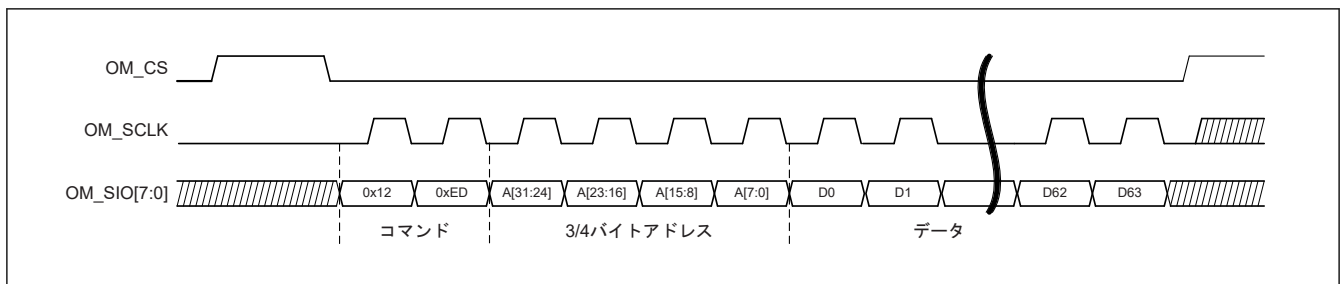 OM_CS
OM_SCLK
OM_SIO[7:0] 0x12 0xED A[31:24] A[23:16] A[15:8] A[7:0] D0 D1 D62 D63
コマンド 3/4バイトアドレス データ